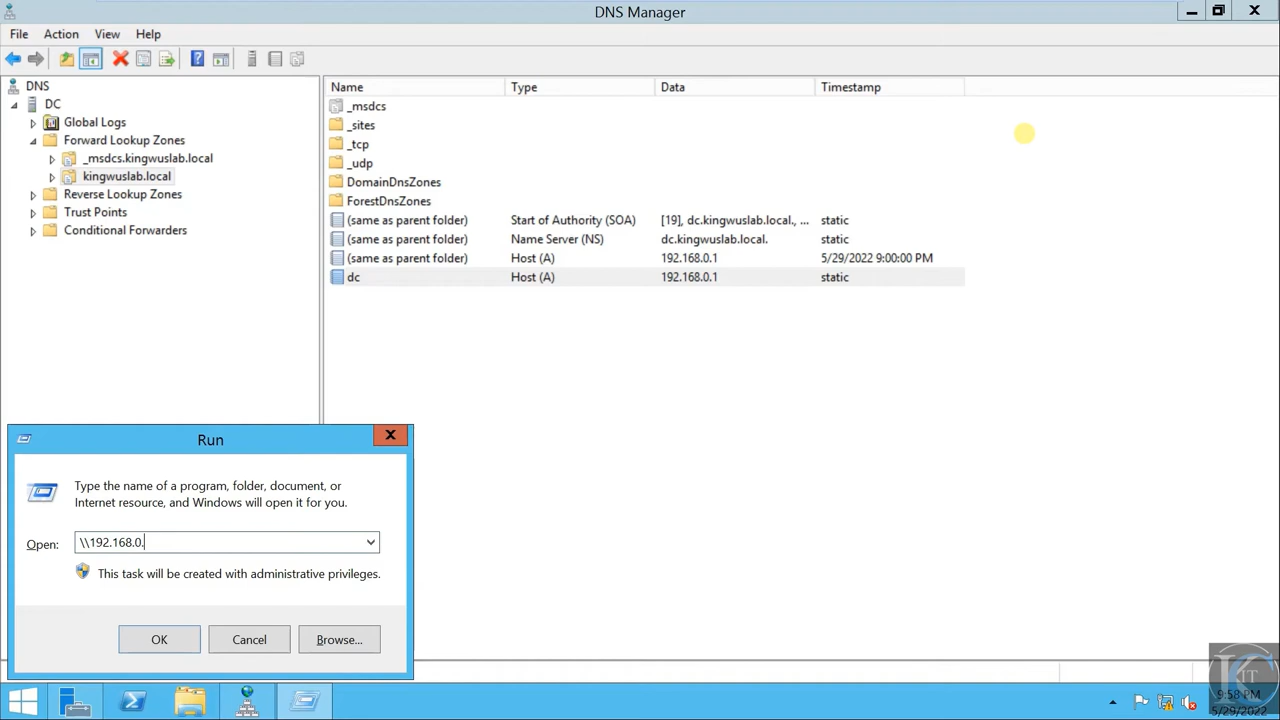 DNS Manager
File Action View Help
DNS
DC
Global Logs
Forward Lookup Zones
_msdcs.kingwuslab.local
kingwuslab.local
Reverse Lookup Zones
Trust Points
Conditional Forwarders
Name Type Data Timestamp
_msdcs
_sites
_tcp
_udp
DomainDnsZones
ForestDnsZones
(same as parent folder) Start of Authority (SOA) [19], dc.kingwuslab.local., ... static
(same as parent folder) Name Server (NS) dc.kingwuslab.local. static
(same as parent folder) Host (A) 192.168.0.1 5/29/2022 9:00:00 PM
dc Host (A) 192.168.0.1 static
Run
Type the name of a program, folder, document, or
Internet resource, and Windows will open it for you.
Open: \\192.168.0.
This task will be created with administrative privileges.
OK Cancel Browse...
9:58 PM
5/29/2022